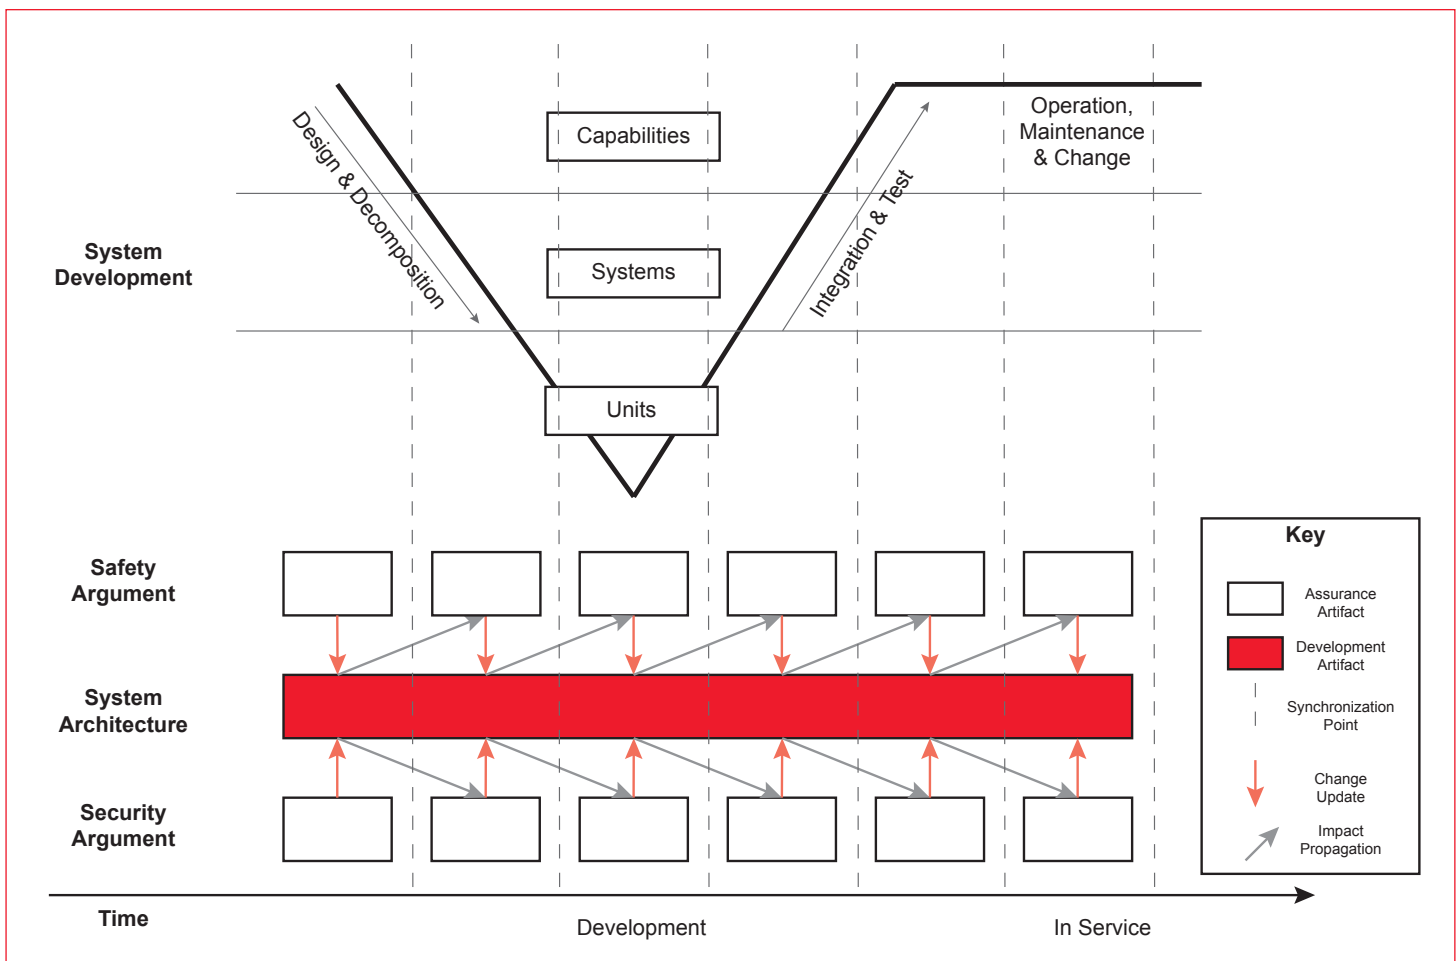 Design & Decomposition
Capabilities
Integration & Test
Operation,
Maintenance
& Change
System
Development
Systems
Units
Safety
Argument
System
Architecture
Security
Argument
Key
Assurance
Artifact
Development
Artifact
Synchronization
Point
Change
Update
Impact
Propagation
Time
Development
In Service